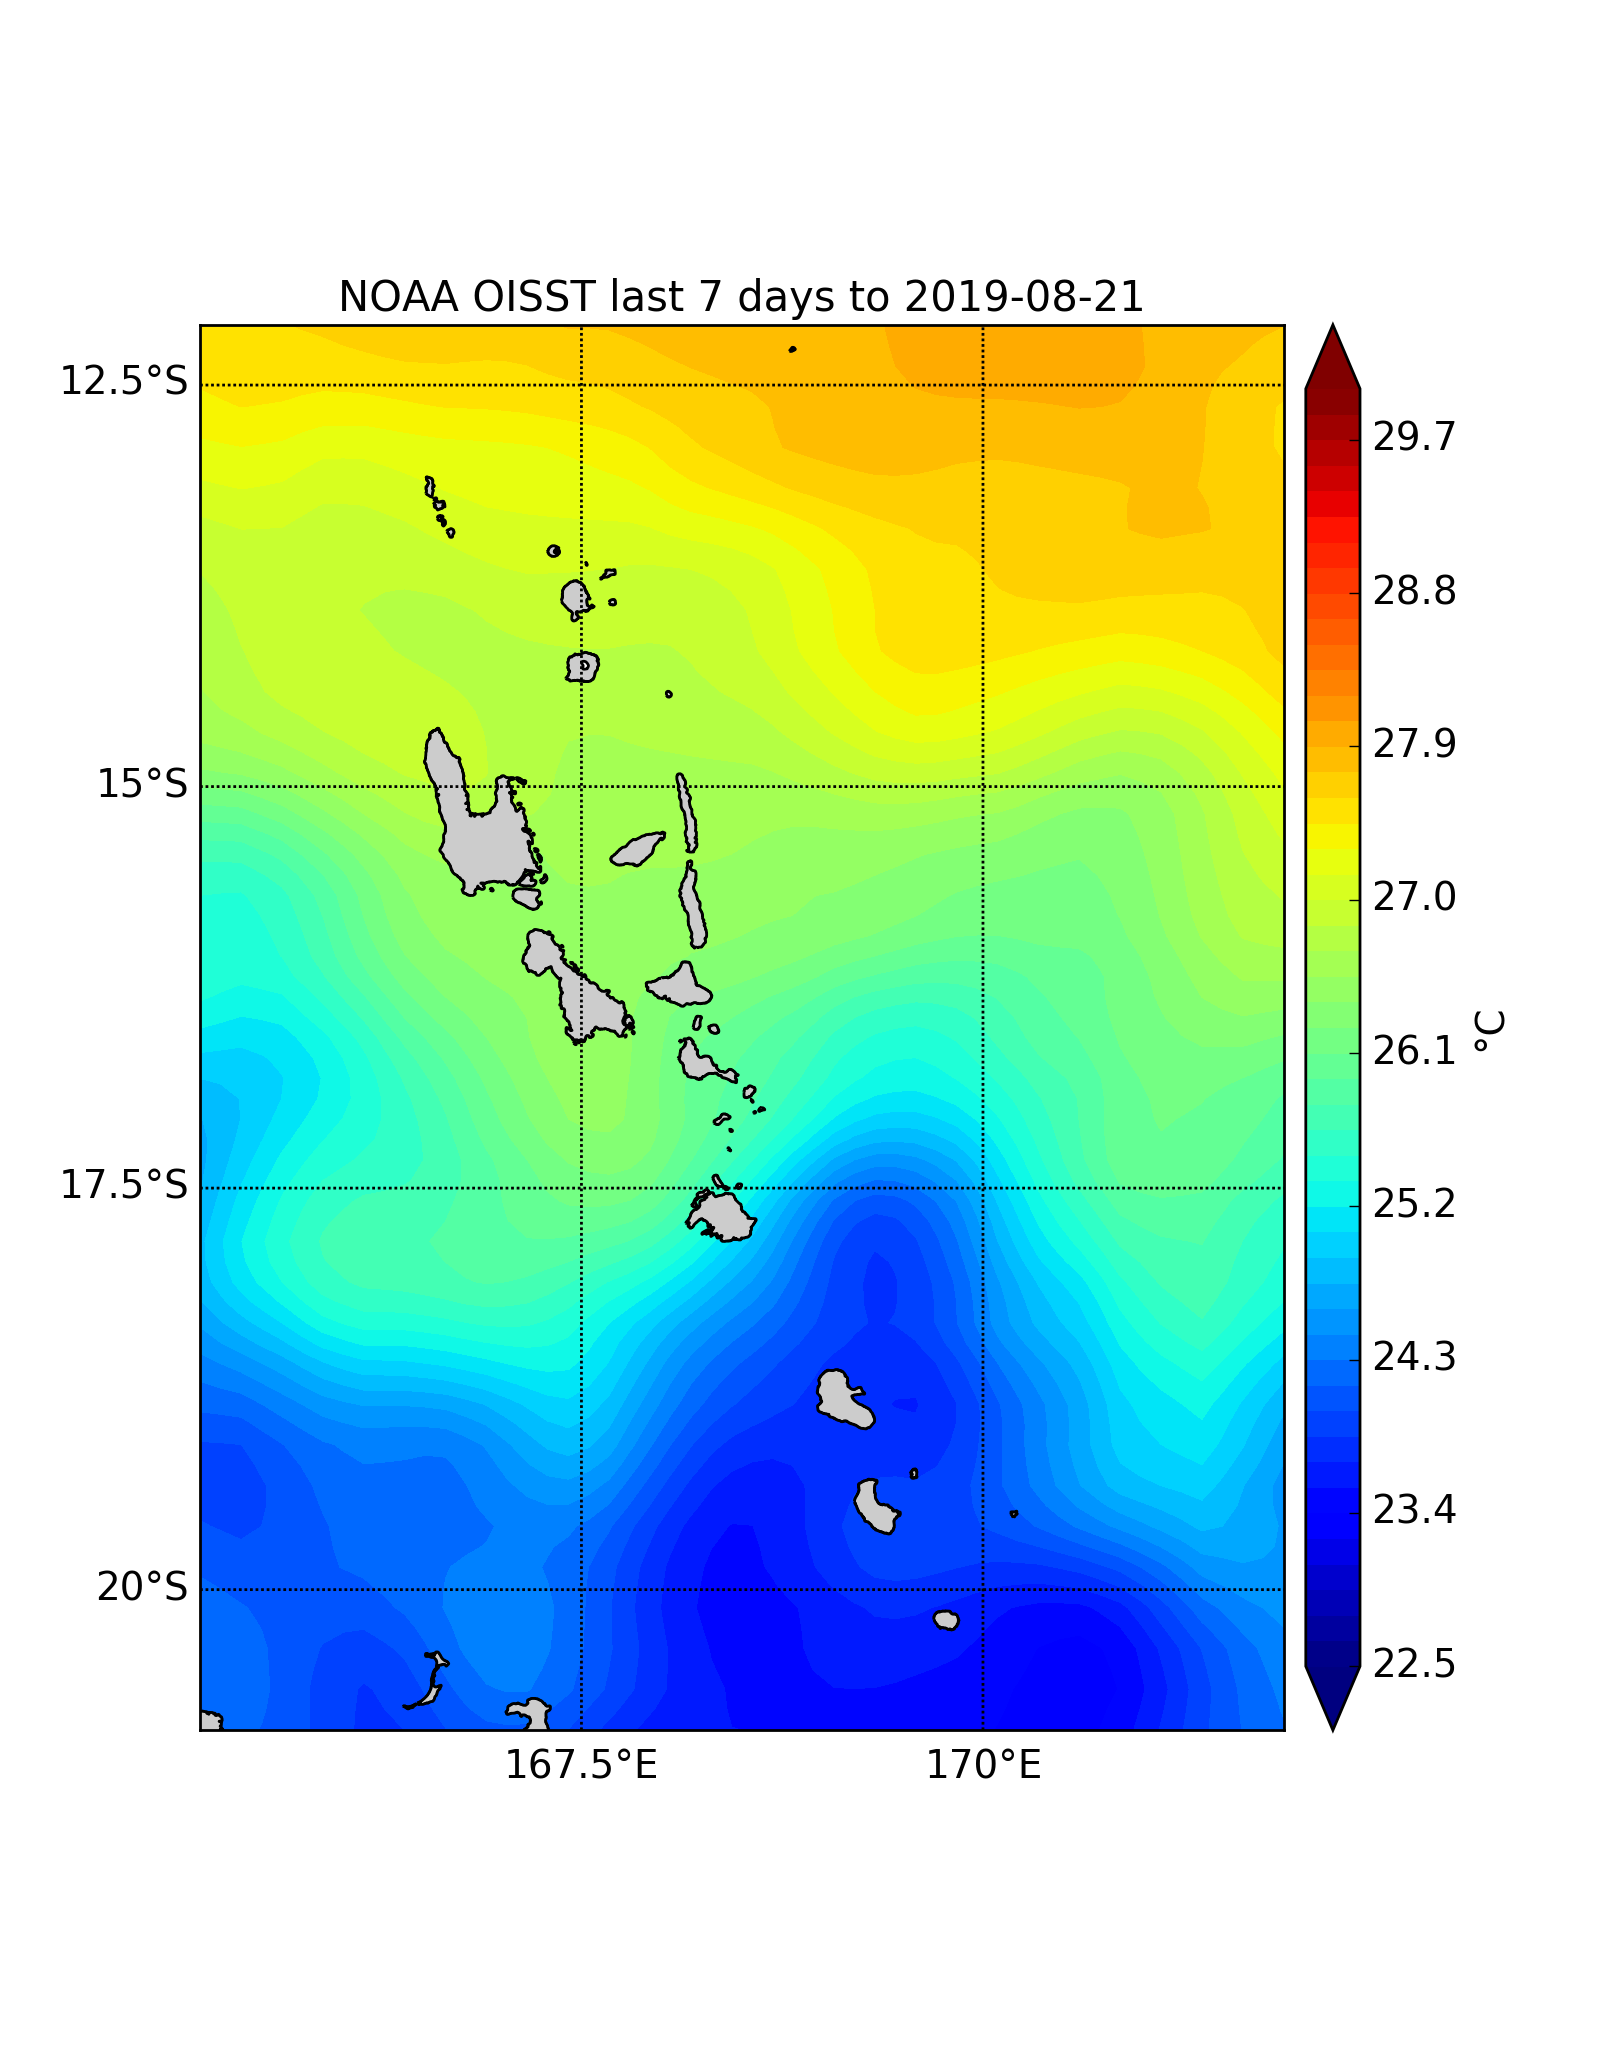 NOAA OISST last 7 days to 2019-08-21
12.5°S
15°S
17.5°S
20°S
167.5°E
170°E
29.7
28.8
27.9
27.0
26.1
25.2
24.3
23.4
22.5
°C